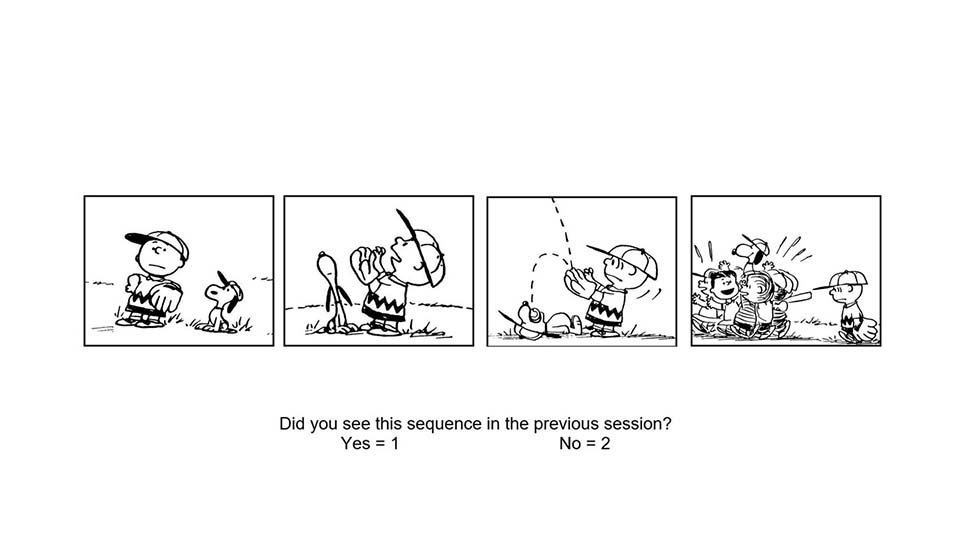 Did you see this sequence in the previous session?
Yes = 1 No = 2